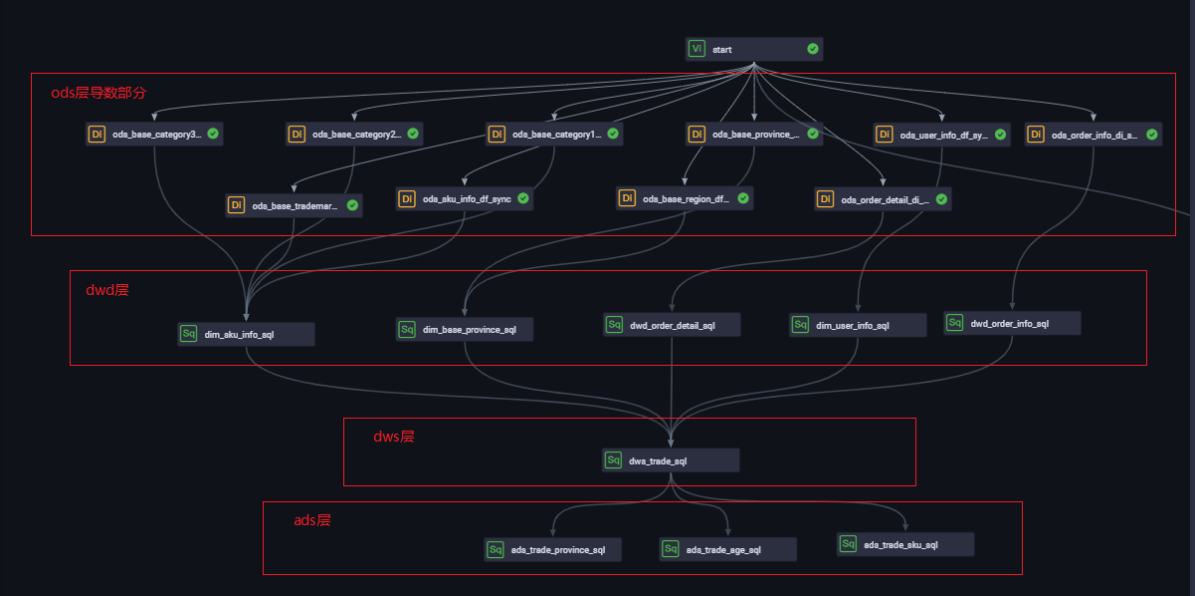 Vi start
ods层导数部分
Di ods_base_category3...
Di ods_base_category2...
Di ods_base_category1...
Di ods_base_province_...
Di ods_user_info_df_sy...
Di ods_order_info_di_s...
Di ods_base_trademar...
Di ods_sku_info_df_sync
Di ods_base_region_df...
Di ods_order_detail_di_...
dwd层
Sq dim_sku_info_sql
Sq dim_base_province_sql
Sq dwd_order_detail_sql
Sq dim_user_info_sql
Sq dwd_order_info_sql
dws层
Sq dws_trade_sql
ads层
Sq ads_trade_province_sql
Sq ads_trade_age_sql
Sq ads_trade_sku_sql